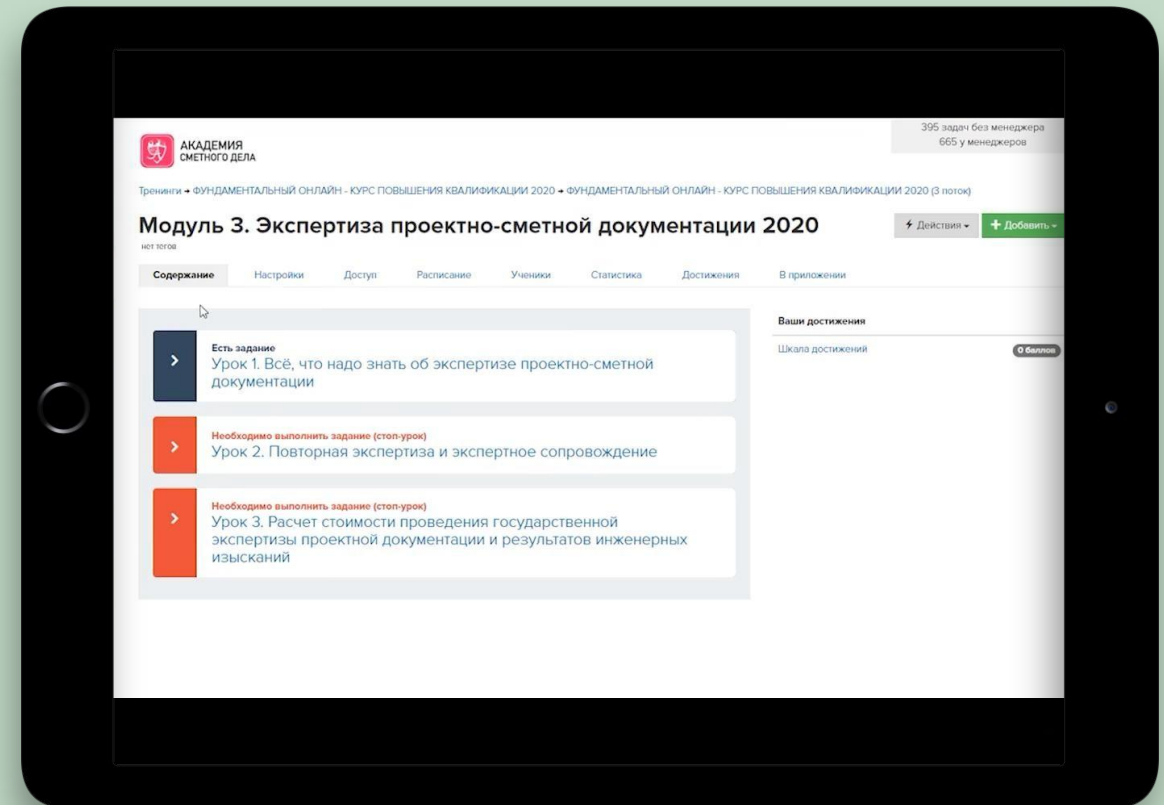 395 задач без менеджера
665 у менеджеров
АКАДЕМИЯ
СМЕТНОГО ДЕЛА
Тренинги → ФУНДАМЕНТАЛЬНЫЙ ОНЛАЙН - КУРС ПОВЫШЕНИЯ КВАЛИФИКАЦИИ 2020 → ФУНДАМЕНТАЛЬНЫЙ ОНЛАЙН - КУРС ПОВЫШЕНИЯ КВАЛИФИКАЦИИ 2020 (3 поток)
Модуль 3. Экспертиза проектно-сметной документации 2020
нет тегов
Действия
Добавить
Содержание Настройки Доступ Расписание Ученики Статистика Достижения В приложении
Есть задание
Урок 1. Всё, что надо знать об экспертизе проектно-сметной
документации
Необходимо выполнить задание (стоп-урок)
Урок 2. Повторная экспертиза и экспертное сопровождение
Необходимо выполнить задание (стоп-урок)
Урок 3. Расчет стоимости проведения государственной
экспертизы проектной документации и результатов инженерных
изысканий
Ваши достижения
Шкала достижений 0 баллов